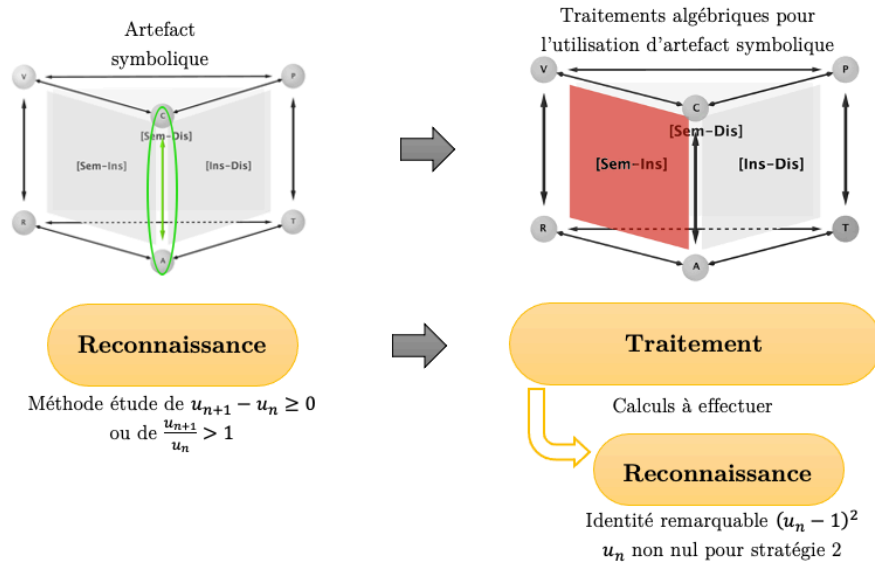 Artefact
symbolique
V
P
C
[Sem-Dis]
[Sem-Ins]
[Ins-Dis]
R
T
A
Traitements algébriques pour
l'utilisation d'artefact symbolique
V
P
C
[Sem-Dis]
[Sem-Ins]
[Ins-Dis]
R
T
A
Reconnaissance
Méthode étude de $u_{n+1} - u_n \geq 0$
ou de $\frac{u_{n+1}}{u_n} > 1$
Traitement
Calculs à effectuer
Reconnaissance
Identité remarquable $(u_n - 1)^2$
$u_n$ non nul pour stratégie 2